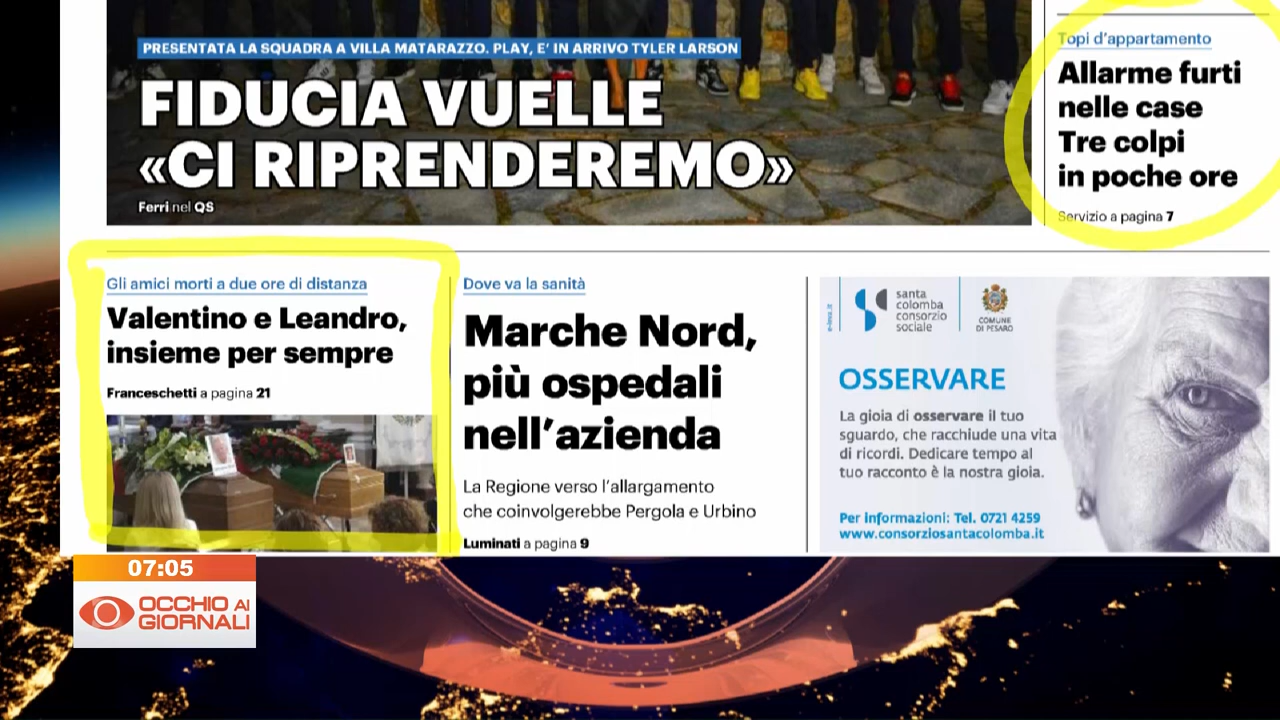 PRESENTATA LA SQUADRA A VILLA MATARAZZO. PLAY, E' IN ARRIVO TYLER LARSON
FIDUCIA VUELLE
«CI RIPRENDEREMO»
Ferri nel QS
Topi d'appartamento
Allarme furti
nelle case
Tre colpi
in poche ore
Servizio a pagina 7
Gli amici morti a due ore di distanza
Valentino e Leandro,
insieme per sempre
Franceschetti a pagina 21
Dove va la sanità
Marche Nord,
più ospedali
nell'azienda
La Regione verso l'allargamento
che coinvolgerebbe Pergola e Urbino
Luminati a pagina 9
santa
colomba
consorzio
sociale
COMUNE
DI PESARO
OSSERVARE
La gioia di osservare il tuo
sguardo, che racchiude una vita
di ricordi. Dedicare tempo al
tuo racconto è la nostra gioia.
Per informazioni: Tel. 0721 4259
www.consorziosantacolomba.it
07:05
OCCHIO AI
GIORNALI